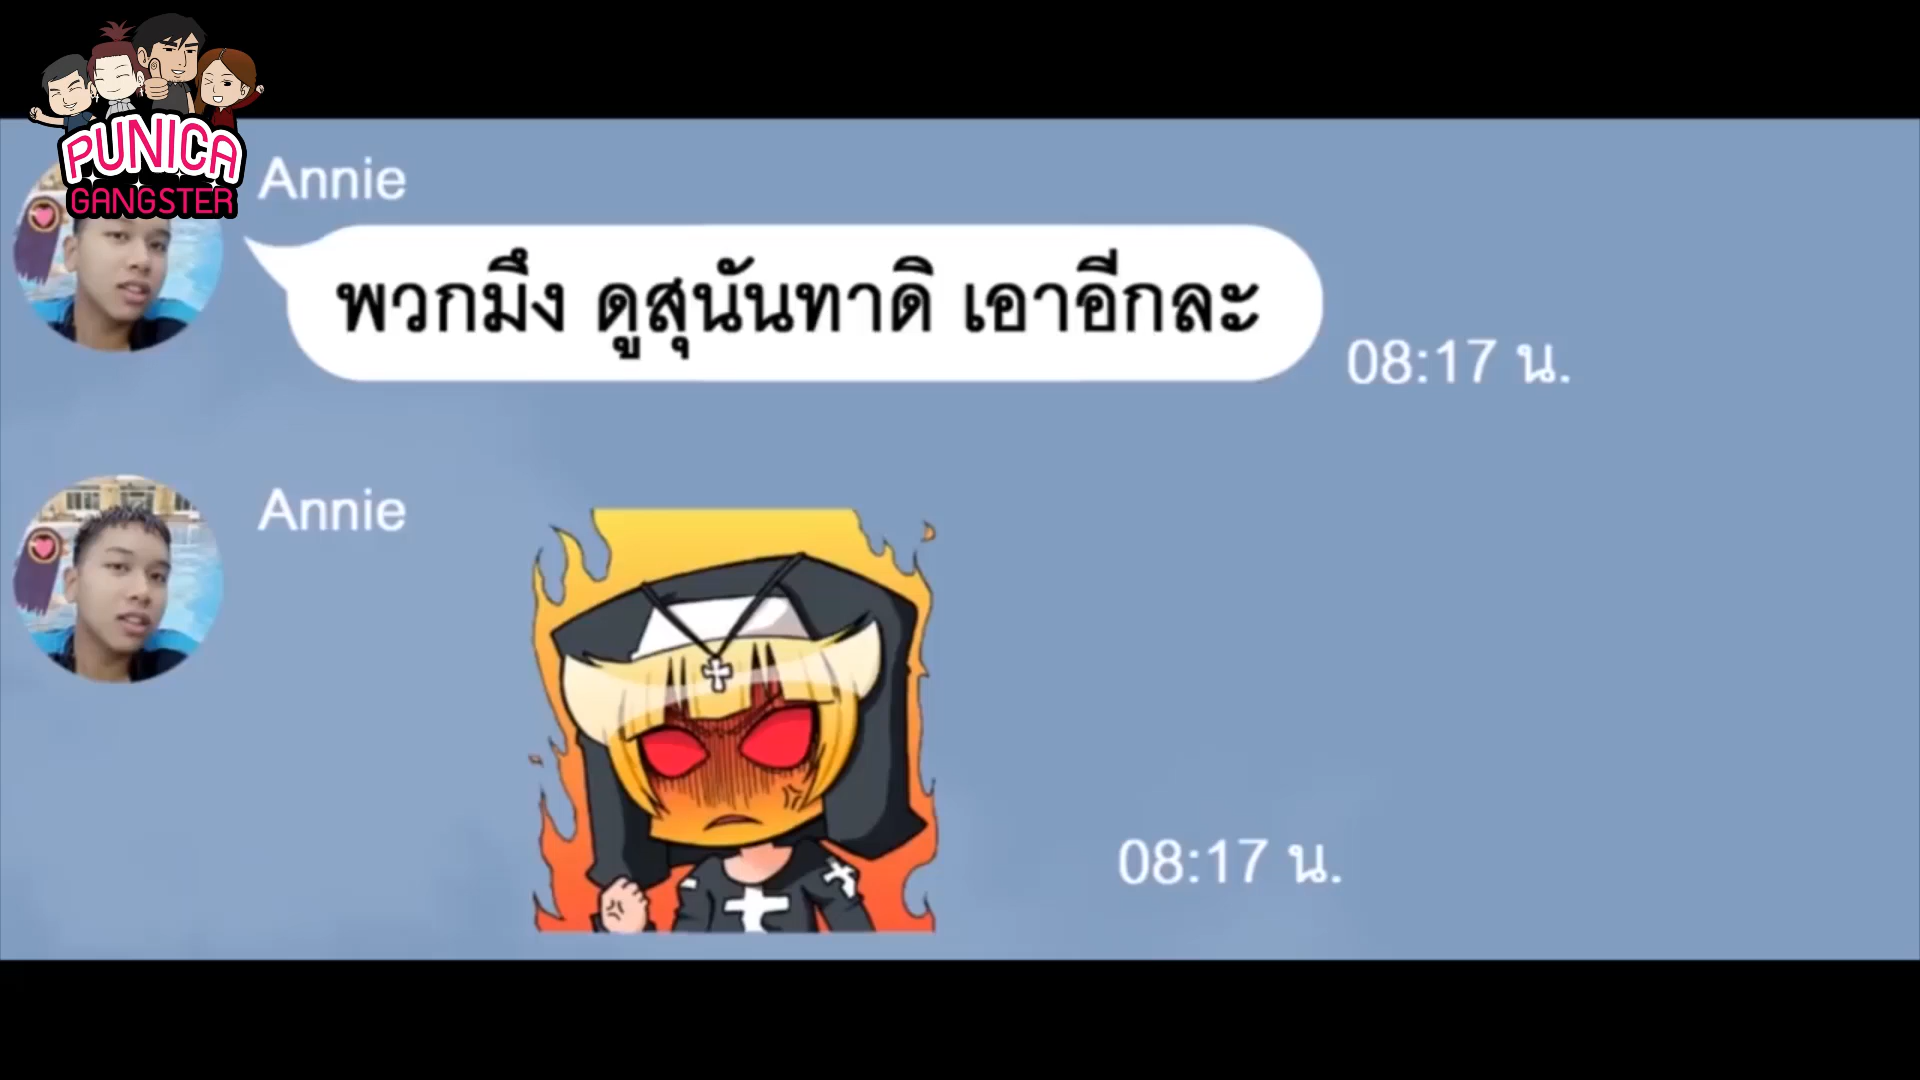 PUNICA
GANGSTER
Annie
พวกมึง ดูสุนันทาดิ เอาอีกละ
08:17 น.
Annie
08:17 น.